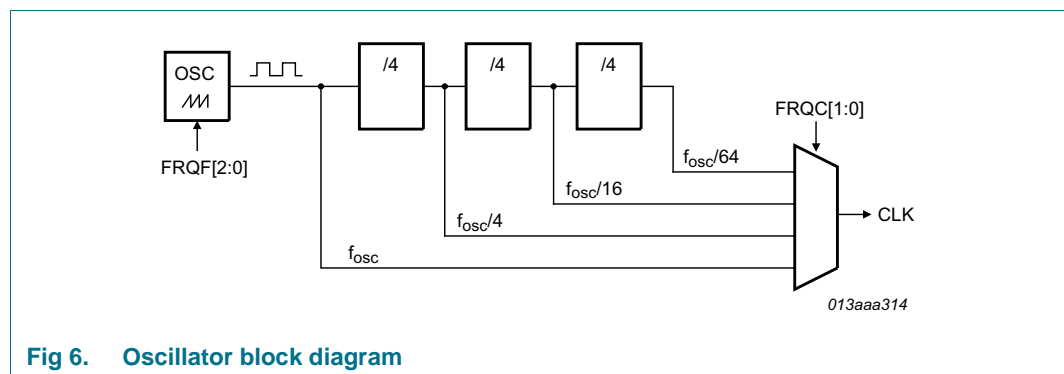 OSC
/4
/4
/4
FRQF[2:0]
FRQC[1:0]
fosc/64
fosc/16
fosc/4
fosc
CLK
013aaa314
Fig 6. Oscillator block diagram